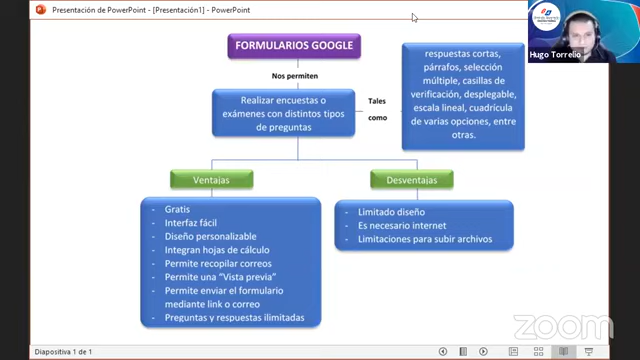 Presentación de PowerPoint - [Presentación1] - PowerPoint
Hugo Torrelio
FORMULARIOS GOOGLE
Nos permiten
Realizar encuestas o
exámenes con distintos tipos
de preguntas
Tales
como
respuestas cortas,
párrafos, selección
múltiple, casillas de
verificación, desplegable,
escala lineal, cuadrícula
de varias opciones, entre
otras.
Ventajas
Desventajas
- Gratis
- Interfaz fácil
- Diseño personalizable
- Integran hojas de cálculo
- Permite recopilar correos
- Permite una "Vista previa"
- Permite enviar el formulario
mediante link o correo
- Preguntas y respuestas ilimitadas
- Limitado diseño
- Es necesario internet
- Limitaciones para subir archivos
zoom
Diapositiva 1 de 1